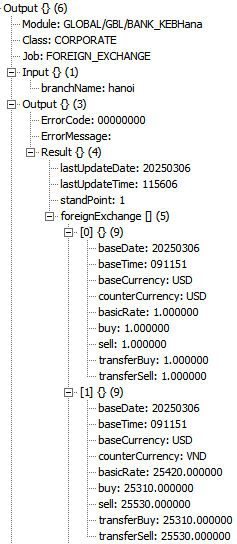 Output {} (6)
Module: GLOBAL/GBL/BANK_KEBHana
Class: CORPORATE
Job: FOREIGN_EXCHANGE
Input {} (1)
branchName: hanoi
Output {} (3)
ErrorCode: 00000000
ErrorMessage:
Result {} (4)
lastUpdateDate: 20250306
lastUpdateTime: 115606
standPoint: 1
foreignExchange [] (5)
[0] {} (9)
baseDate: 20250306
baseTime: 091151
baseCurrency: USD
counterCurrency: USD
basicRate: 1.000000
buy: 1.000000
sell: 1.000000
transferBuy: 1.000000
transferSell: 1.000000
[1] {} (9)
baseDate: 20250306
baseTime: 091151
baseCurrency: USD
counterCurrency: VND
basicRate: 25420.000000
buy: 25310.000000
sell: 25530.000000
transferBuy: 25310.000000
transferSell: 25530.000000